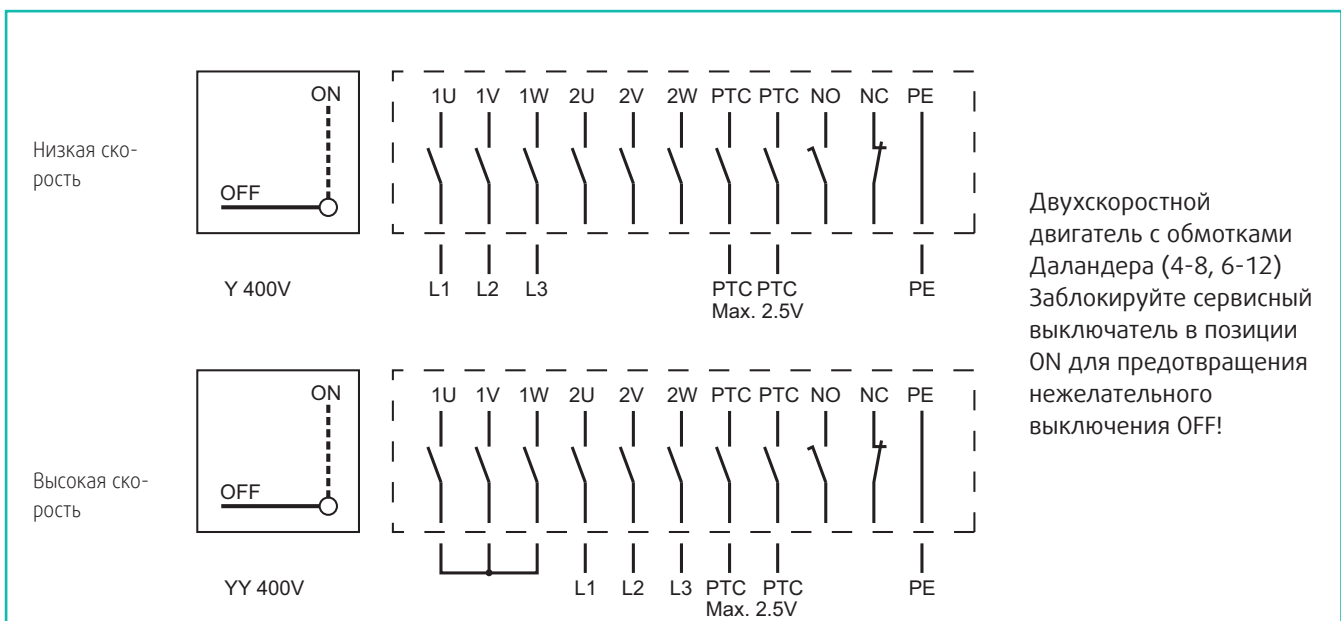 ON
1U 1V 1W 2U 2V 2W PTC PTC NO NC PE
Низкая ско-
рость
OFF
Y 400V
L1 L2 L3 PTC PTC PE
Max. 2.5V
Двухскоростной
двигатель с обмотками
Даландера (4-8, 6-12)
Заблокируйте сервисный
выключатель в позиции
ON для предотвращения
нежелательного
выключения OFF!
ON
1U 1V 1W 2U 2V 2W PTC PTC NO NC PE
Высокая ско-
рость
OFF
YY 400V
L1 L2 L3 PTC PTC PE
Max. 2.5V